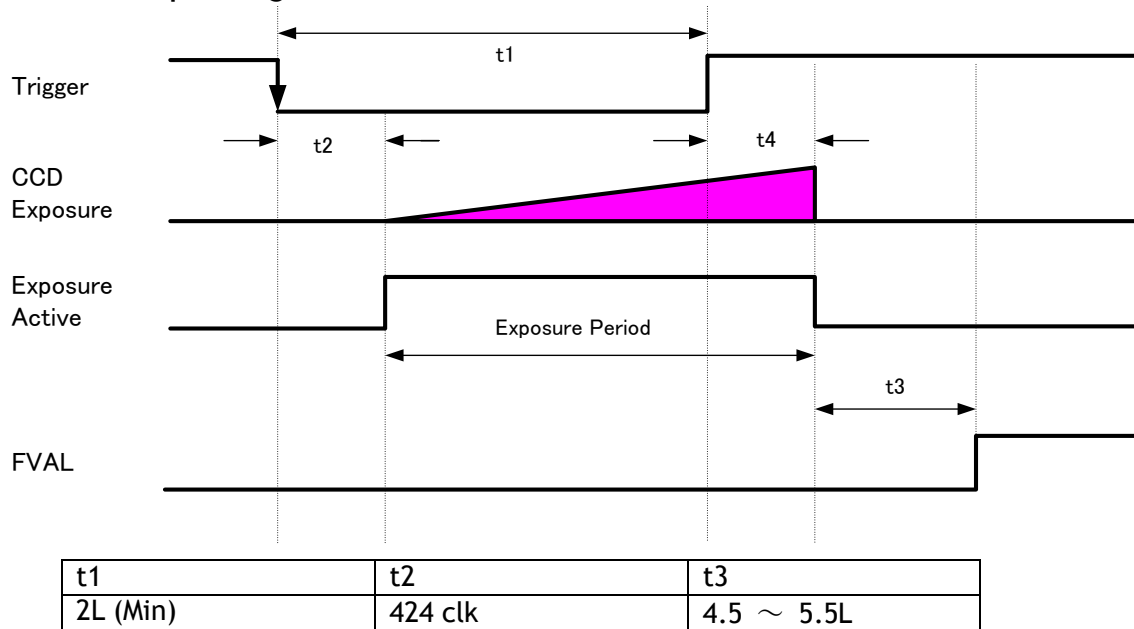 t1
Trigger
t2
t4
CCD
Exposure
Exposure
Active
Exposure Period
t3
FVAL
t1 t2 t3
2L (Min) 424 clk 4.5 ～ 5.5L